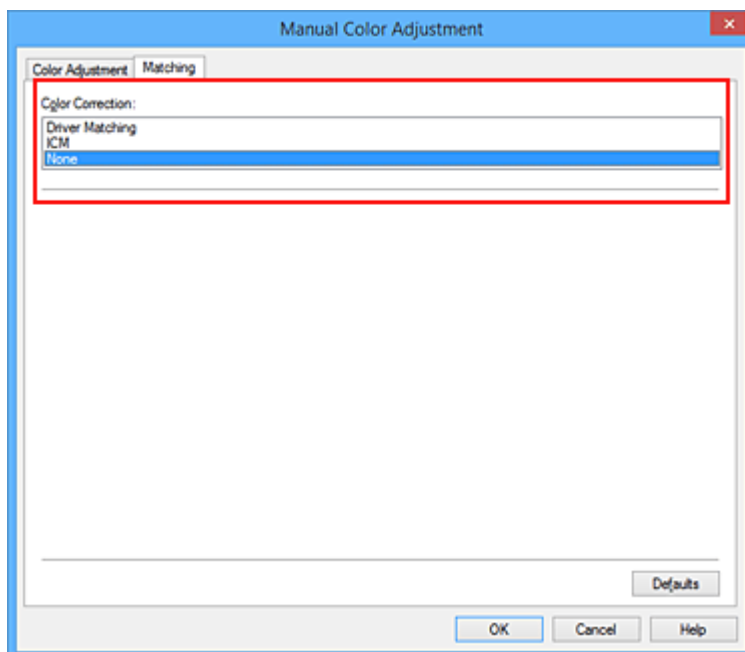 Manual Color Adjustment
Color Adjustment Matching
Color Correction:
Driver Matching
ICM
None
Defaults
OK Cancel Help